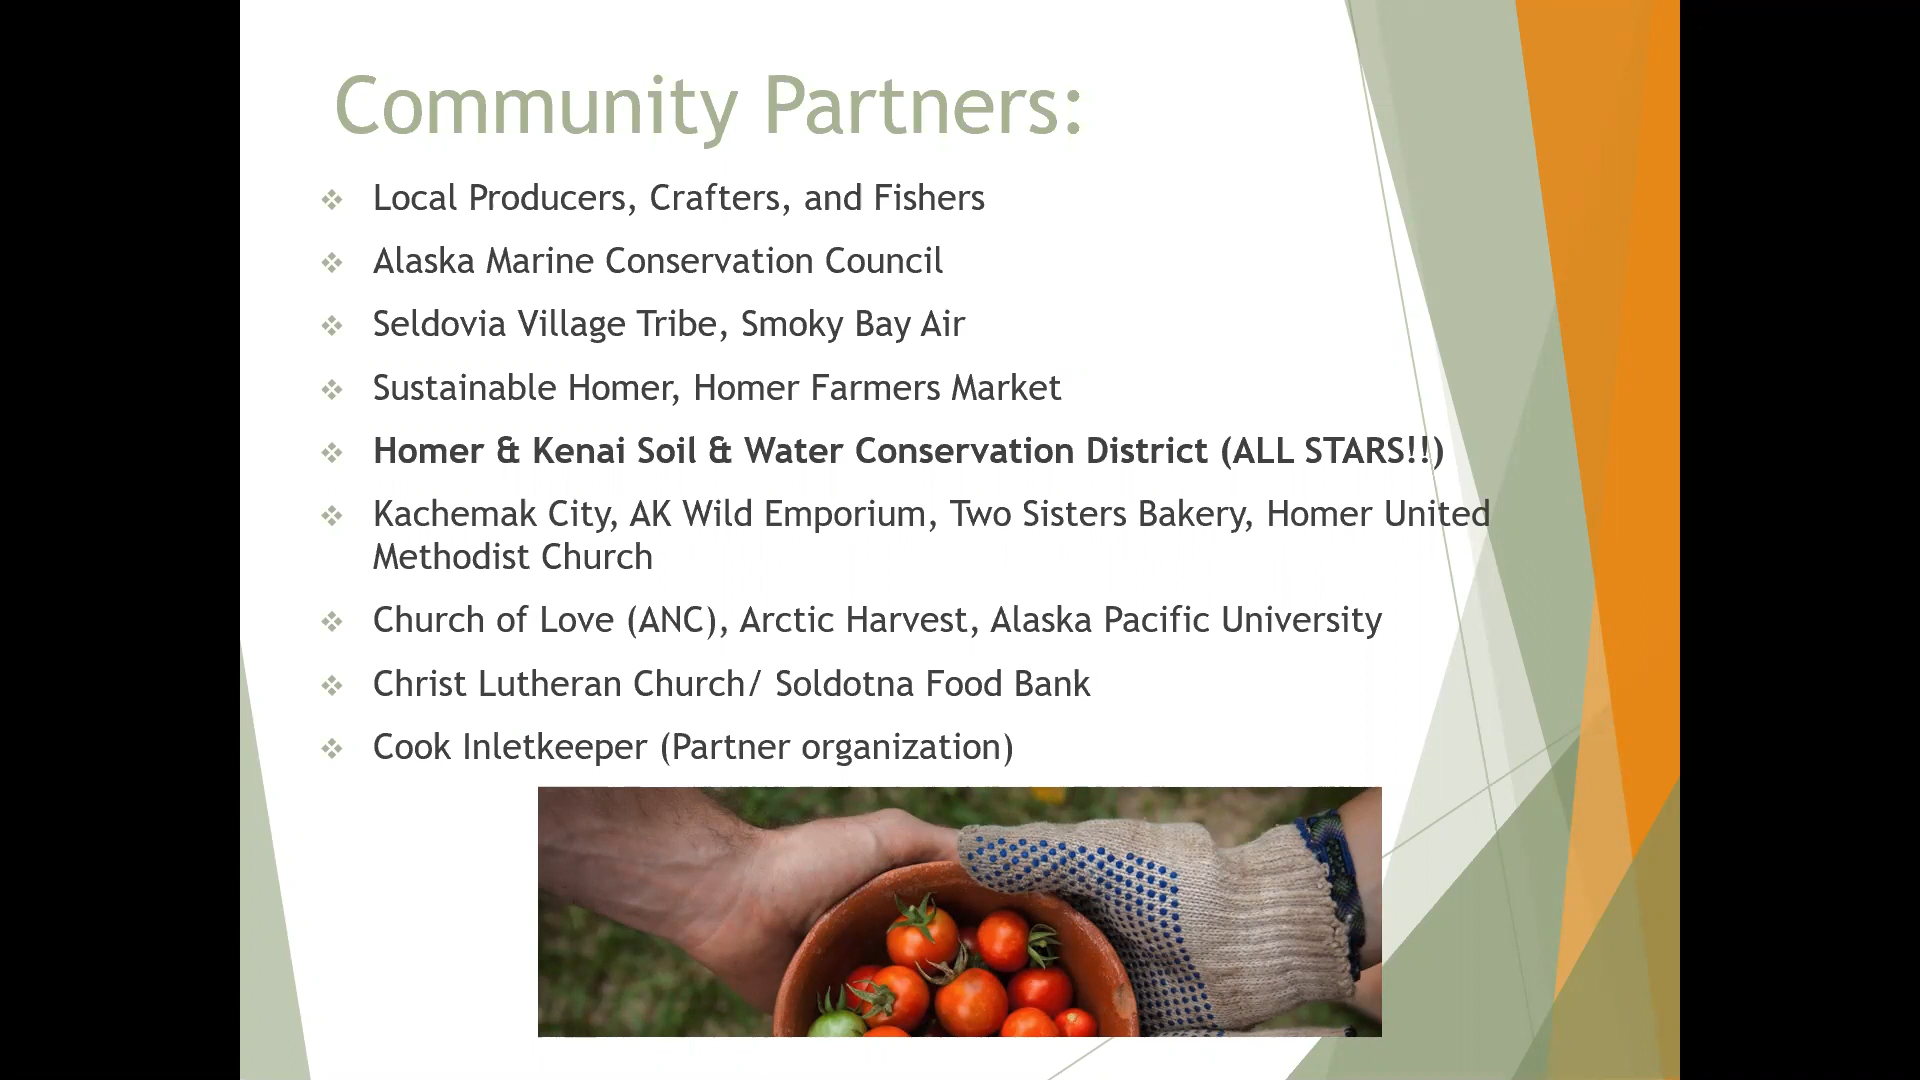 Community Partners:
Local Producers, Crafters, and Fishers
Alaska Marine Conservation Council
Seldovia Village Tribe, Smoky Bay Air
Sustainable Homer, Homer Farmers Market
Homer & Kenai Soil & Water Conservation District (ALL STARS!!)
Kachemak City, AK Wild Emporium, Two Sisters Bakery, Homer United
Methodist Church
Church of Love (ANC), Arctic Harvest, Alaska Pacific University
Christ Lutheran Church/ Soldotna Food Bank
Cook Inletkeeper (Partner organization)